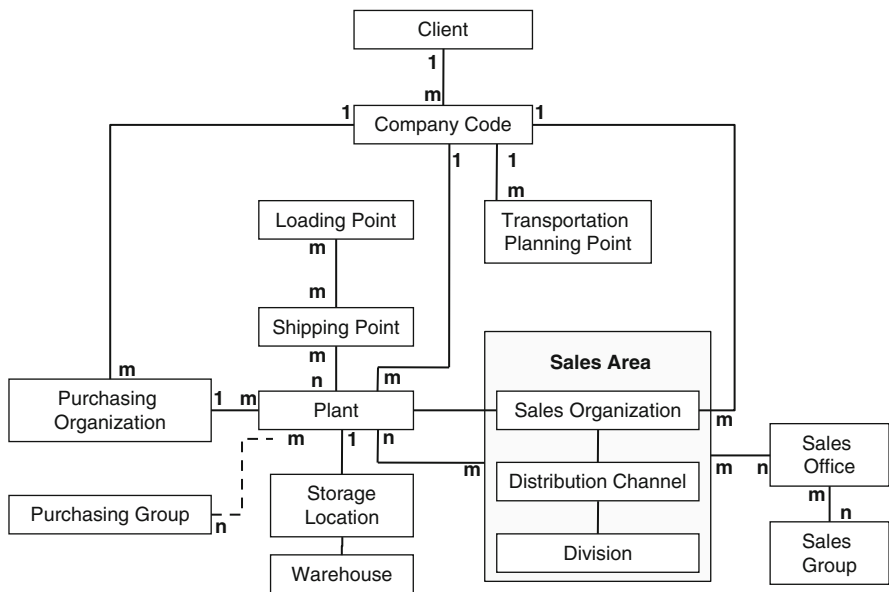 Client
1
m
1
Company Code
1
1
1
m
Transportation
Planning Point
Loading Point
m
m
Shipping Point
m
n
m
m
Purchasing
Organization
1
m
Plant
m
1
n
Sales Area
Sales Organization
m
m
Distribution Channel
Division
m
n
Sales
Office
m
n
Sales
Group
Purchasing Group
n
Storage
Location
Warehouse